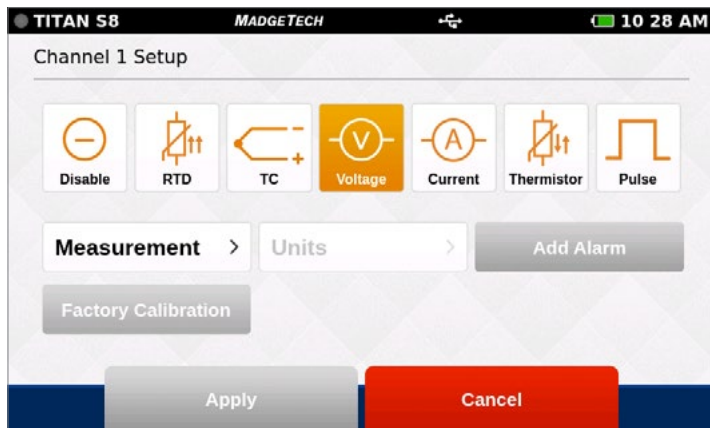 TITAN S8 MADGETECH 10 28 AM
Channel 1 Setup
Disable RTD TC Voltage Current Thermistor Pulse
Measurement > Units > Add Alarm
Factory Calibration
Apply Cancel